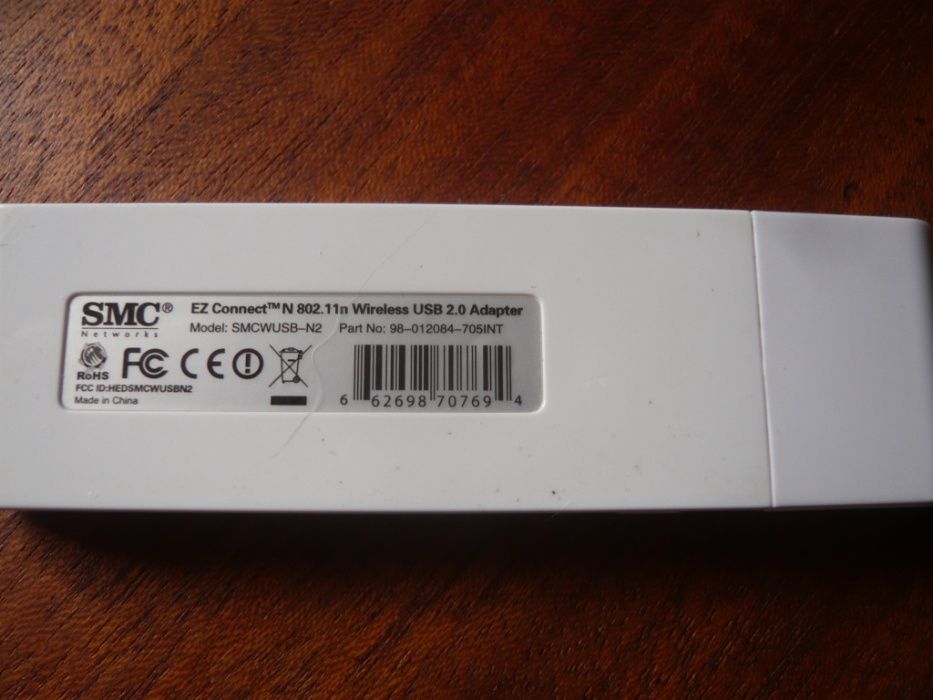 SMC® EZ Connect™ N 802.11n Wireless USB 2.0 Adapter
Networks Model: SMCWUSB-N2 Part No: 98-012084-705INT
RoHS FC CE
FCC ID:HEDSMCWUSBN2
Made in China
6 62698 70769 4